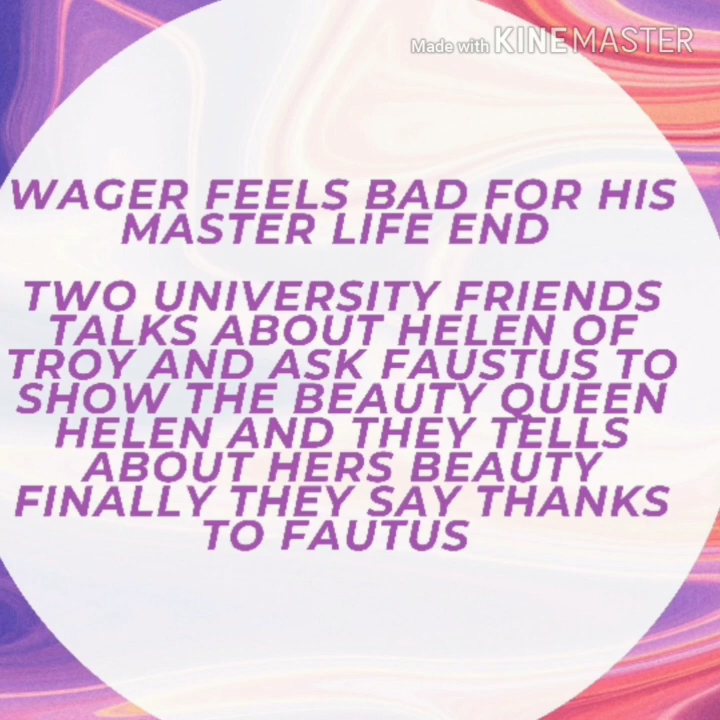 Made with KINEMASTER
WAGER FEELS BAD FOR HIS
MASTER LIFE END
TWO UNIVERSITY FRIENDS
TALKS ABOUT HELEN OF
TROY AND ASK FAUSTUS TO
SHOW THE BEAUTY QUEEN
HELEN AND THEY TELLS
ABOUT HERS BEAUTY
FINALLY THEY SAY THANKS
TO FAUTUS